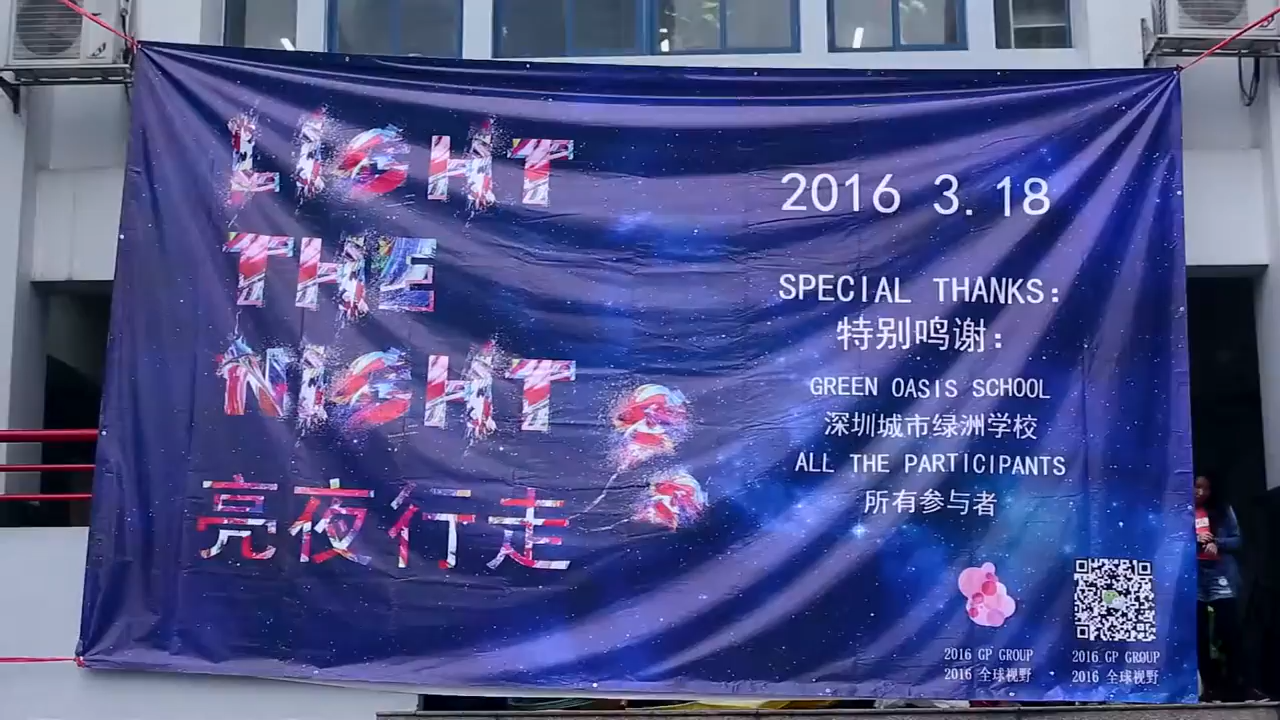 LIGHT
THE
NIGHT
亮夜行走
2016 3.18
SPECIAL THANKS:
特别鸣谢:
GREEN OASIS SCHOOL
深圳城市绿洲学校
ALL THE PARTICIPANTS
所有参与者
2016 GP GROUP
2016 全球视野
2016 GP GROUP
2016 全球视野